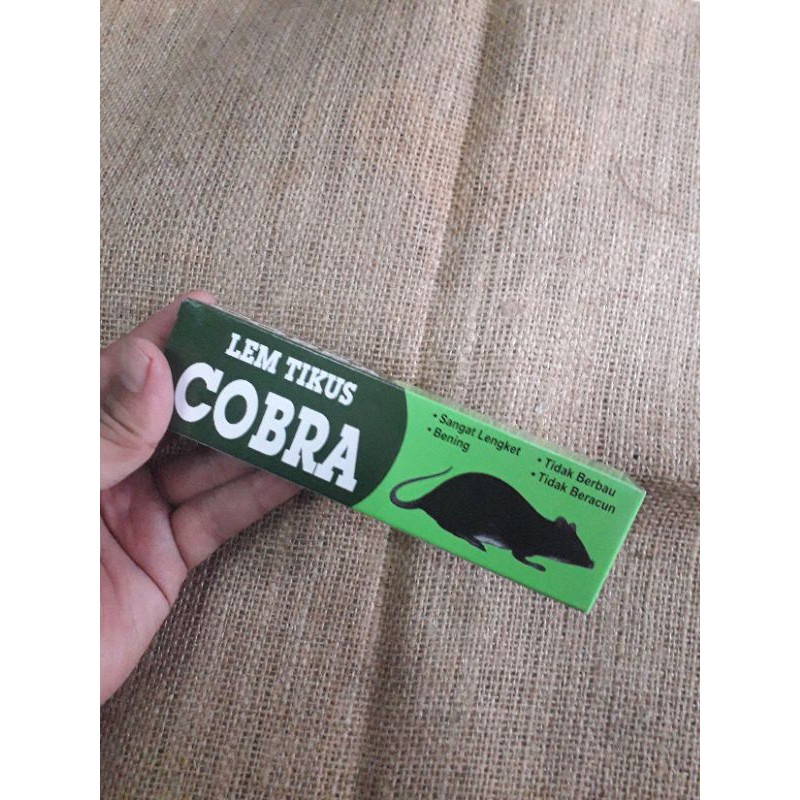 LEM TIKUS
COBRA
• Sangat Lengket
• Bening
• Tidak Berbau
• Tidak Beracun